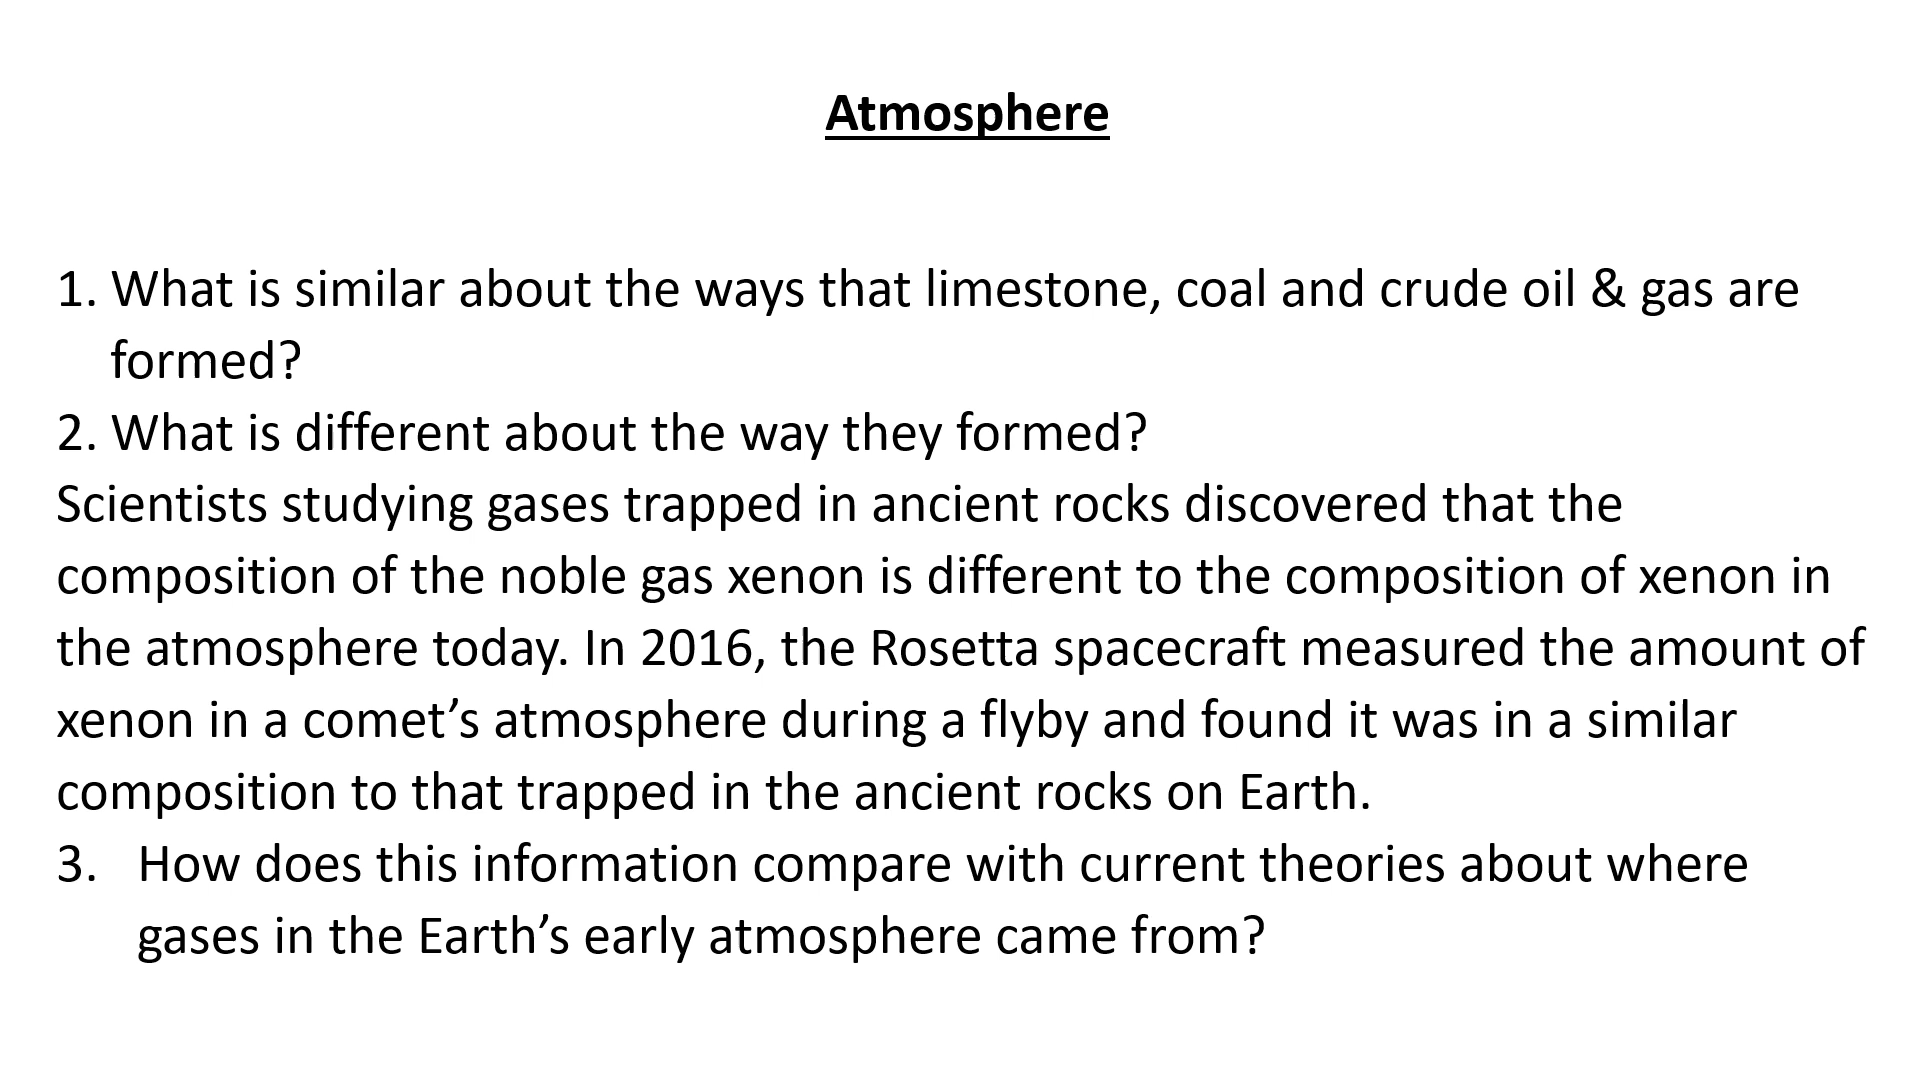 Atmosphere
1. What is similar about the ways that limestone, coal and crude oil & gas are
formed?
2. What is different about the way they formed?
Scientists studying gases trapped in ancient rocks discovered that the
composition of the noble gas xenon is different to the composition of xenon in
the atmosphere today. In 2016, the Rosetta spacecraft measured the amount of
xenon in a comet’s atmosphere during a flyby and found it was in a similar
composition to that trapped in the ancient rocks on Earth.
3. How does this information compare with current theories about where
gases in the Earth’s early atmosphere came from?